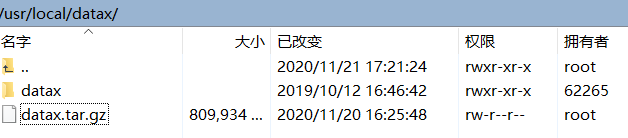 /usr/local/datax/
名字 大小 已改变 权限 拥有者
.. 2020/11/21 17:21:24 rwxr-xr-x root
datax 2019/10/12 16:46:42 rwxr-xr-x 62265
datax.tar.gz 809,934 ... 2020/11/20 16:25:48 rw-r--r-- root